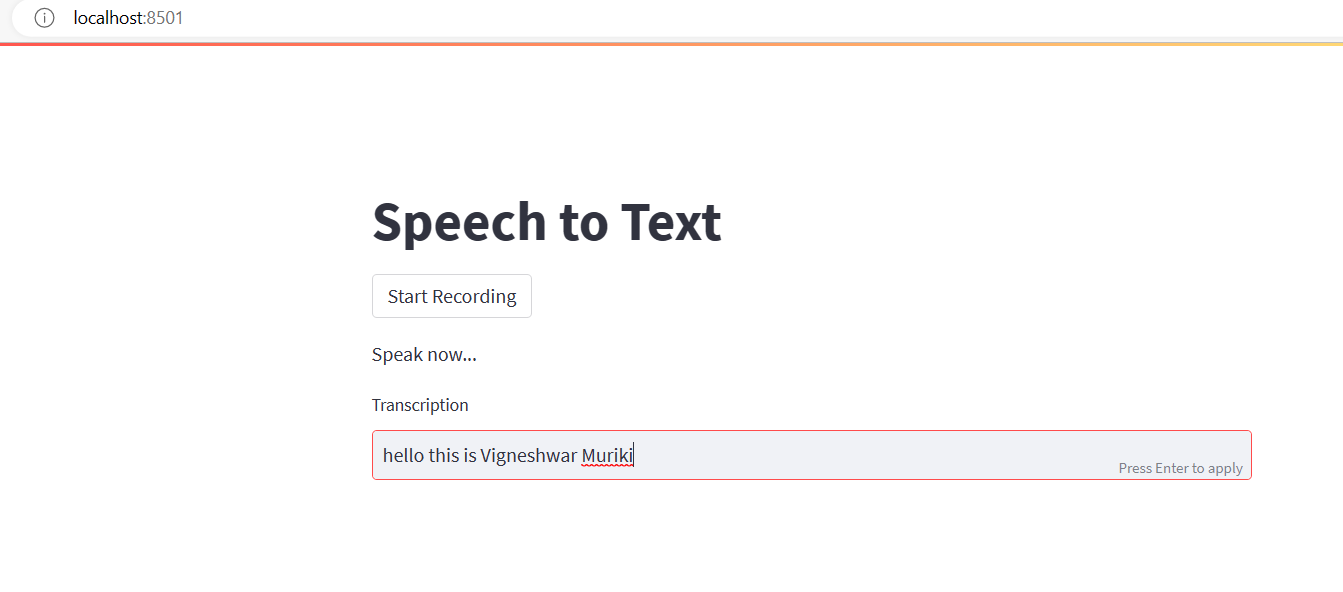 localhost:8501
Speech to Text
Start Recording
Speak now...
Transcription
hello this is Vigneshwar Muriki
Press Enter to apply